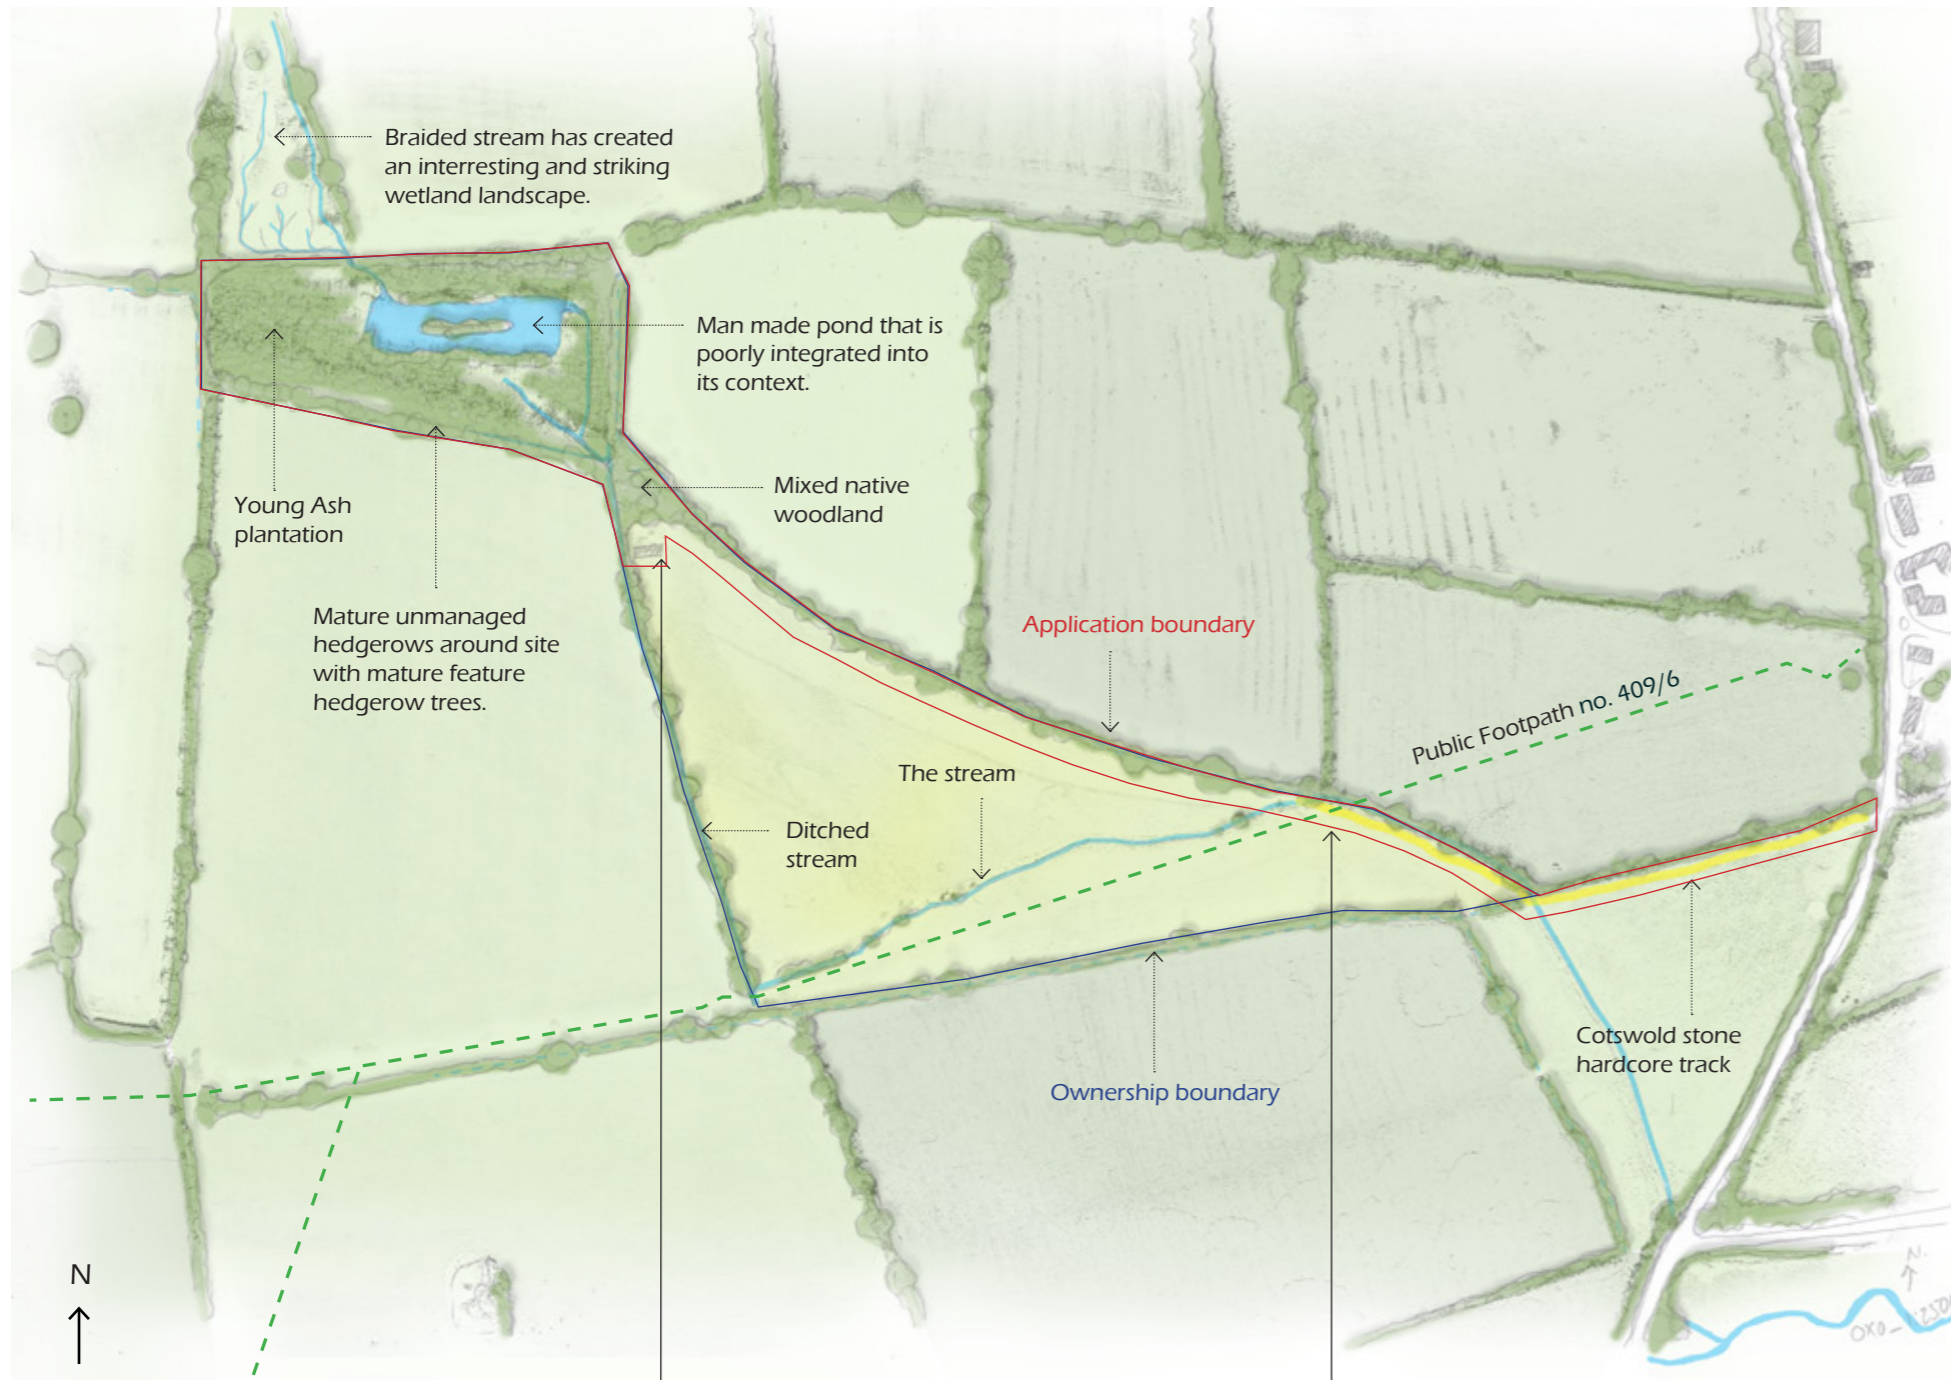 Braided stream has created
an interresting and striking
wetland landscape.
Man made pond that is
poorly integrated into
its context.
Young Ash
plantation
Mixed native
woodland
Mature unmanaged
hedgerows around site
with mature feature
hedgerow trees.
Application boundary
Public Footpath no. 409/6
The stream
Ditched
stream
Cotswold stone
hardcore track
Ownership boundary
N
N.